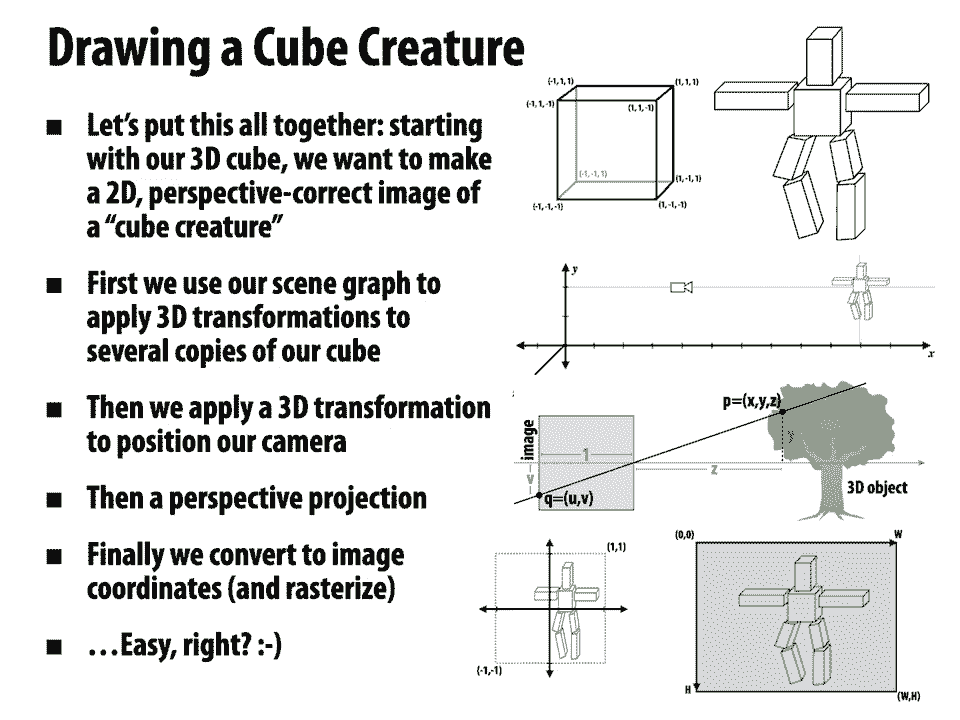 Drawing a Cube Creature
■ Let’s put this all together: starting
with our 3D cube, we want to make
a 2D, perspective-correct image of
a “cube creature”
■ First we use our scene graph to
apply 3D transformations to
several copies of our cube
■ Then we apply a 3D transformation
to position our camera
■ Then a perspective projection
■ Finally we convert to image
coordinates (and rasterize)
■ …Easy, right? :-)
(-1, 1, 1)
(1, 1, 1)
(-1, 1, -1)
(1, 1, -1)
(-1, -1, 1)
(1, -1, 1)
(-1, -1, -1)
(1, -1, -1)
y
x
p=(x,y,z)
image
1
y
z
v
q=(u,v)
3D object
(1,1)
(-1,-1)
(0,0)
W
H
(W,H)